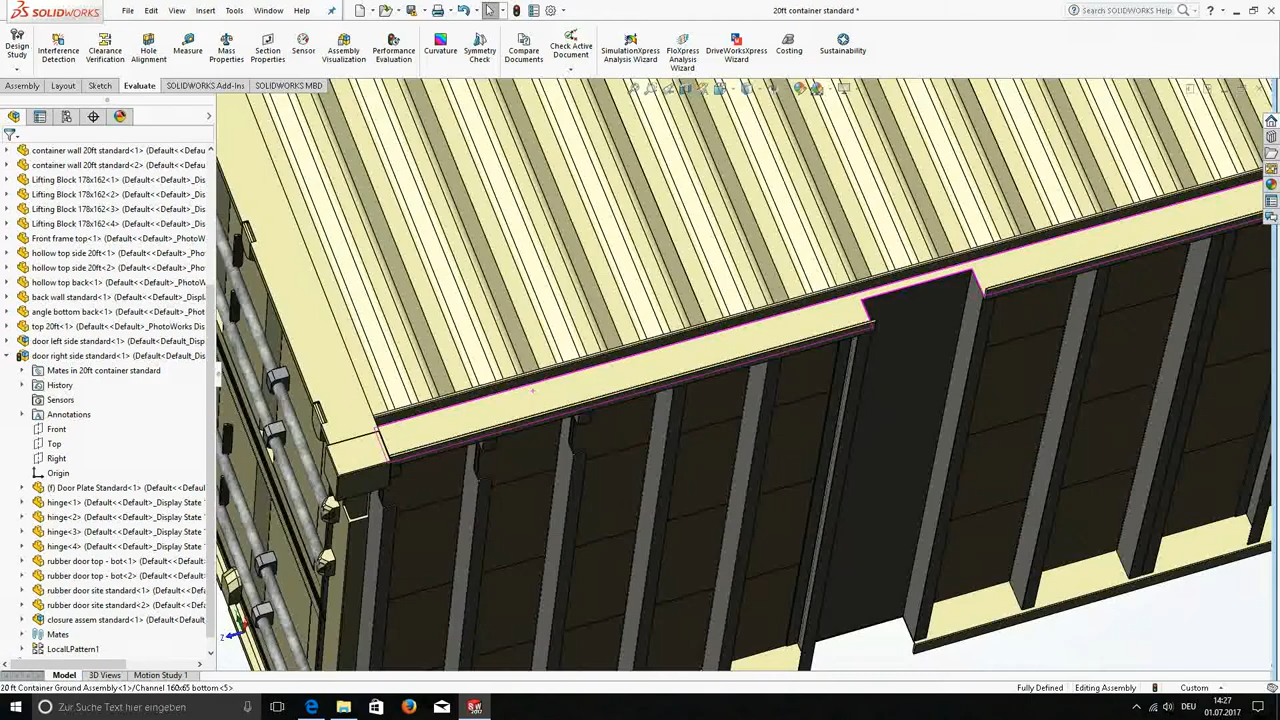 SOLIDWORKS File Edit View Insert Tools Window Help 20ft container standard * Search SOLIDWORKS Help
Design Study Interference Detection Clearance Verification Hole Alignment Measure Mass Properties Section Properties Sensor Assembly Visualization Performance Evaluation Curvature Symmetry Check Compare Documents Check Active Document SimulationXpress Analysis Wizard FloXpress Analysis Wizard DriveWorksXpress Wizard Costing Sustainability
Assembly Layout Sketch Evaluate SOLIDWORKS Add-Ins SOLIDWORKS MBD
container wall 20ft standard<1> (Default<<Defau
container wall 20ft standard<2> (Default<<Defau
Lifting Block 178x162<1> (Default<<Default>_Dis
Lifting Block 178x162<2> (Default<<Default>_Dis
Lifting Block 178x162<3> (Default<<Default>_Dis
Lifting Block 178x162<4> (Default<<Default>_Dis
Front frame top<1> (Default<<Default>_PhotoW
hollow top side 20ft<1> (Default<<Default>_Pho
hollow top side 20ft<2> (Default<<Default>_Pho
hollow top back<1> (Default<<Default>_PhotoW
back wall standard<1> (Default<<Default>_Displ
angle bottom back<1> (Default<<Default>_Photo
top 20ft<1> (Default<<Default>_PhotoWorks Dis
door left side standard<1> (Default<Default_Disp
door right side standard<1> (Default<Default_Dis
Mates in 20ft container standard
History
Sensors
Annotations
Front
Top
Right
Origin
(f) Door Plate Standard<1> (Default<<Default>_
hinge<1> (Default<<Default>_Display State
hinge<2> (Default<<Default>_Display State
hinge<3> (Default<<Default>_Display State
hinge<4> (Default<<Default>_Display State
rubber door top - bot<1> (Default<<Default>_
rubber door top - bot<2> (Default<<Default>_
rubber door site standard<1> (Default<<Defaul
rubber door site standard<2> (Default<<Defaul
closure assem standard<1> (Default<Default_
Mates
LocalLPattern1
Z
Model 3D Views Motion Study 1
20 ft Container Ground Assembly<1>/Channel 160x65 bottom<5> Fully Defined Editing Assembly Custom
Zur Suche Text hier eingeben DEU 14:27
01.07.2017